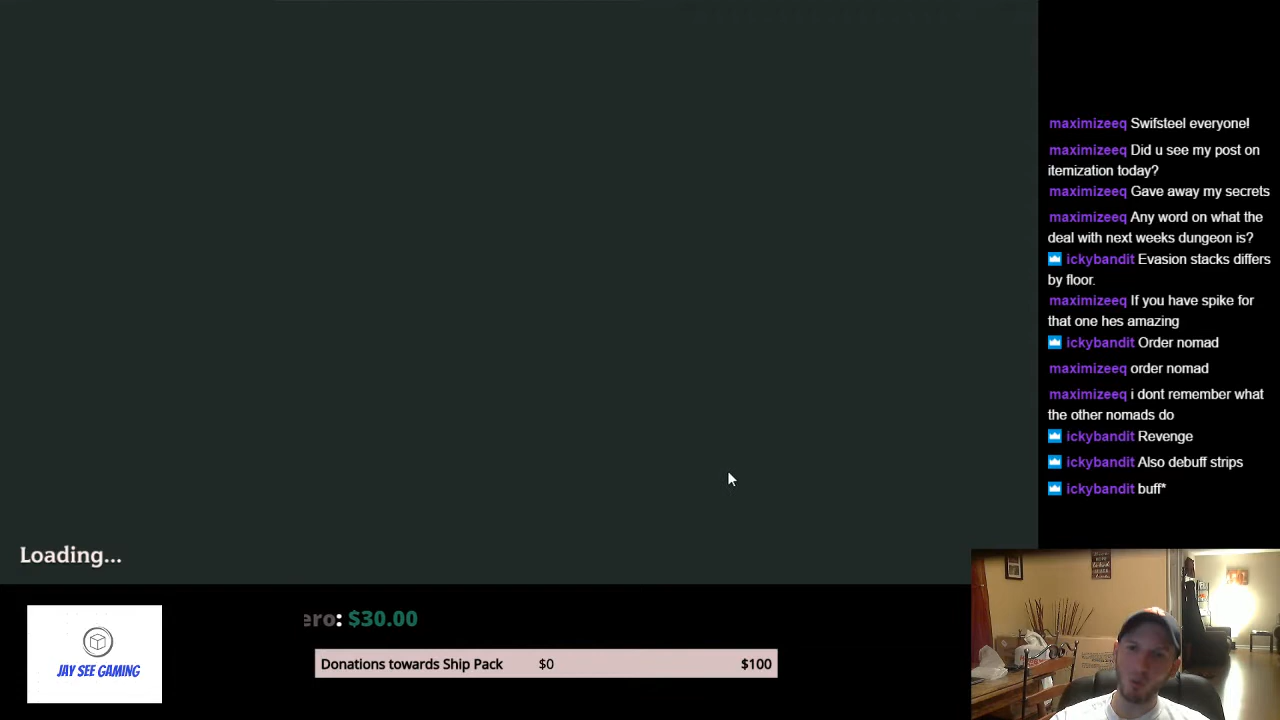 maximizeeq Swifsteel everyone!
maximizeeq Did u see my post on
itemization today?
maximizeeq Gave away my secrets
maximizeeq Any word on what the
deal with next weeks dungeon is?
ickybandit Evasion stacks differs
by floor.
maximizeeq If you have spike for
that one hes amazing
ickybandit Order nomad
maximizeeq order nomad
maximizeeq i dont remember what
the other nomads do
ickybandit Revenge
ickybandit Also debuff strips
ickybandit buff*
Loading...
ero: $30.00
Donations towards Ship Pack $0 $100
JAY SEE GAMING